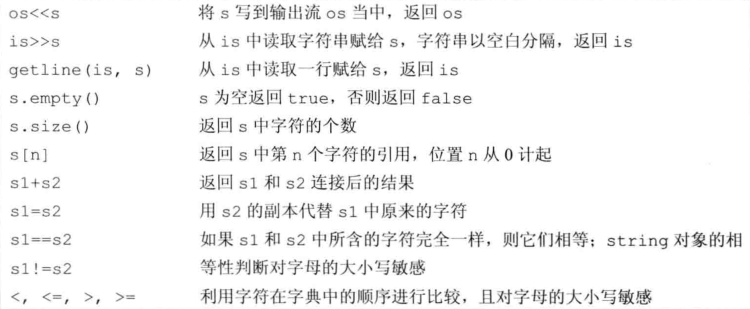 os<<s 将 s 写到输出流 os 当中，返回 os
is>>s 从 is 中读取字符串赋给 s，字符串以空白分隔，返回 is
getline(is, s) 从 is 中读取一行赋给 s，返回 is
s.empty() s 为空返回 true，否则返回 false
s.size() 返回 s 中字符的个数
s[n] 返回 s 中第 n 个字符的引用，位置 n 从 0 计起
s1+s2 返回 s1 和 s2 连接后的结果
s1=s2 用 s2 的副本代替 s1 中原来的字符
s1==s2 如果 s1 和 s2 中所含的字符完全一样，则它们相等；string 对象的相
s1!=s2 等性判断对字母的大小写敏感
<, <=, >, >= 利用字符在字典中的顺序进行比较，且对字母的大小写敏感